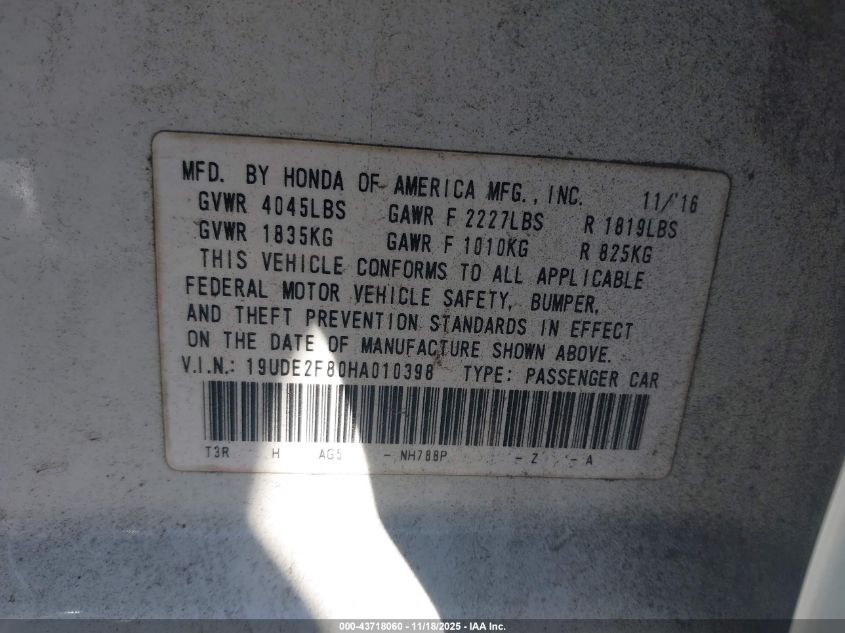 MFD. BY HONDA OF AMERICA MFG., INC. 11/'16
GVWR 4045LBS GAWR F 2227LBS R 1819LBS
GVWR 1835KG GAWR F 1010KG R 825KG
THIS VEHICLE CONFORMS TO ALL APPLICABLE
FEDERAL MOTOR VEHICLE SAFETY, BUMPER,
AND THEFT PREVENTION STANDARDS IN EFFECT
ON THE DATE OF MANUFACTURE SHOWN ABOVE.
V.I.N.: 19UDE2F80HA010398 TYPE: PASSENGER CAR
T3R H AG5 - NH788P - Z - A
000-43718060 - 11/18/2025 - IAA Inc.